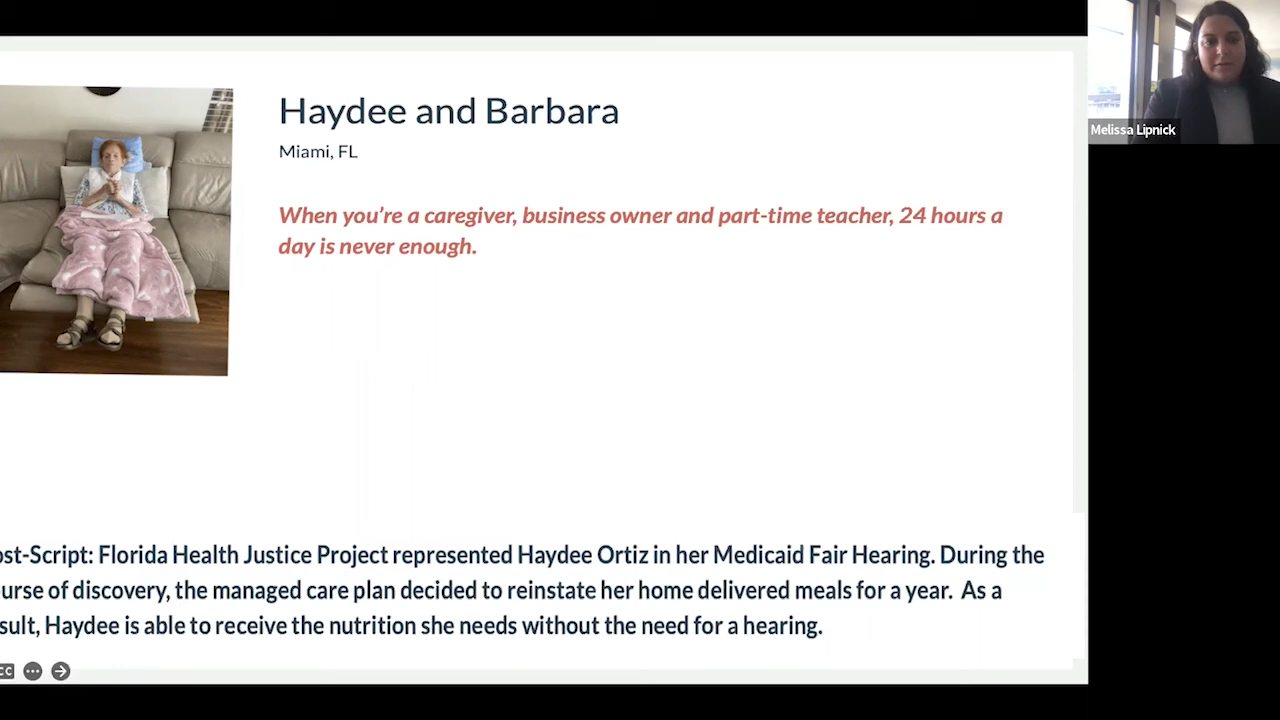 Haydee and Barbara
Miami, FL
When you're a caregiver, business owner and part-time teacher, 24 hours a
day is never enough.
ost-Script: Florida Health Justice Project represented Haydee Ortiz in her Medicaid Fair Hearing. During the
urse of discovery, the managed care plan decided to reinstate her home delivered meals for a year. As a
sult, Haydee is able to receive the nutrition she needs without the need for a hearing.
CC
Melissa Lipnick